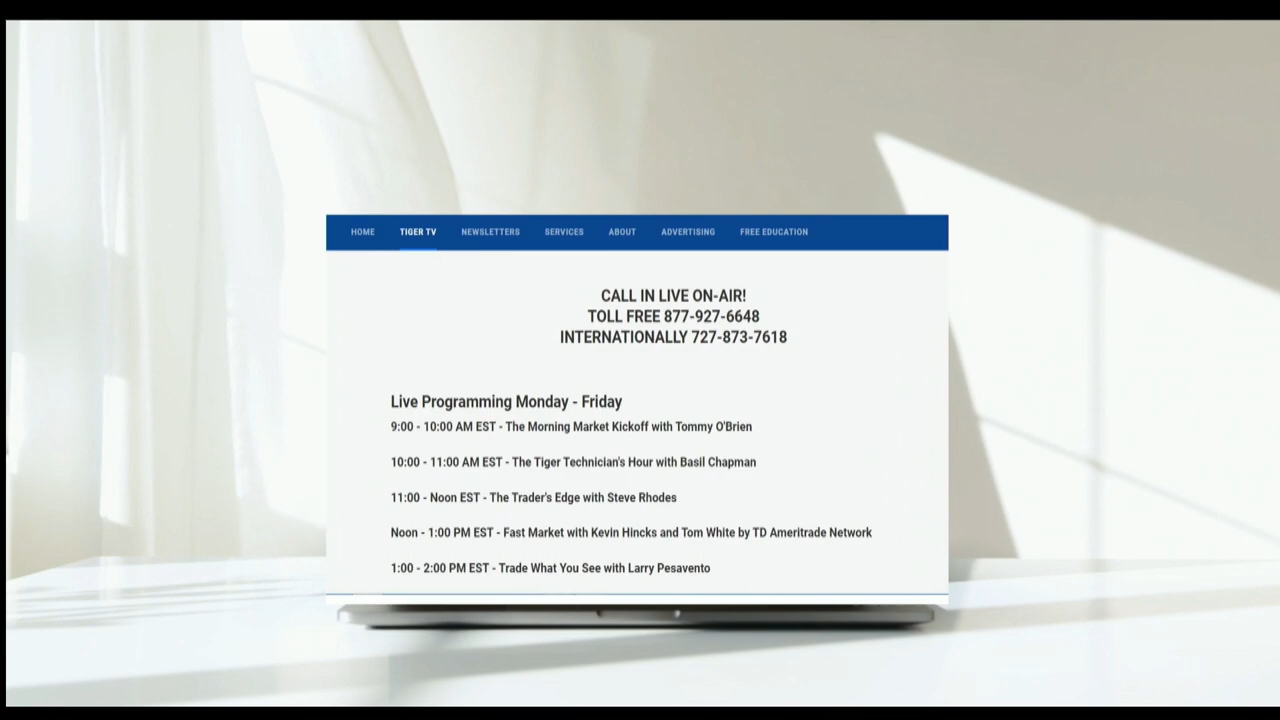 HOME TIGER TV NEWSLETTERS SERVICES ABOUT ADVERTISING FREE EDUCATION
CALL IN LIVE ON-AIR!
TOLL FREE 877-927-6648
INTERNATIONALLY 727-873-7618
Live Programming Monday - Friday
9:00 - 10:00 AM EST - The Morning Market Kickoff with Tommy O'Brien
10:00 - 11:00 AM EST - The Tiger Technician's Hour with Basil Chapman
11:00 - Noon EST - The Trader's Edge with Steve Rhodes
Noon - 1:00 PM EST - Fast Market with Kevin Hincks and Tom White by TD Ameritrade Network
1:00 - 2:00 PM EST - Trade What You See with Larry Pesavento